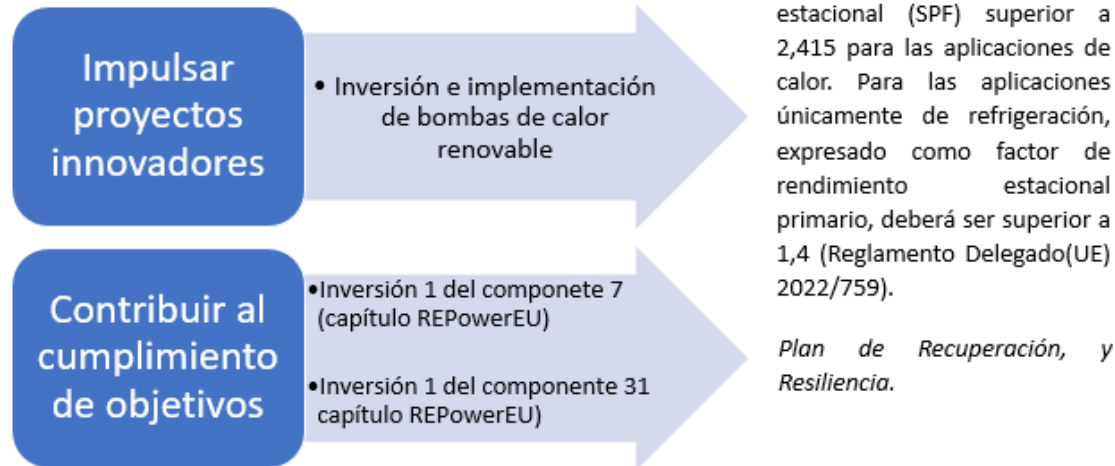 Impulsar
proyectos
innovadores
• Inversión e implementación
de bombas de calor
renovable
Contribuir al
cumplimiento
de objetivos
•Inversión 1 del componete 7
(capítulo REPowerEU)
•Inversión 1 del componente 31
capítulo REPowerEU)
estacional (SPF) superior a
2,415 para las aplicaciones de
calor. Para las aplicaciones
únicamente de refrigeración,
expresado como factor de
rendimiento estacional
primario, deberá ser superior a
1,4 (Reglamento Delegado(UE)
2022/759).
Plan de Recuperación, y
Resiliencia.